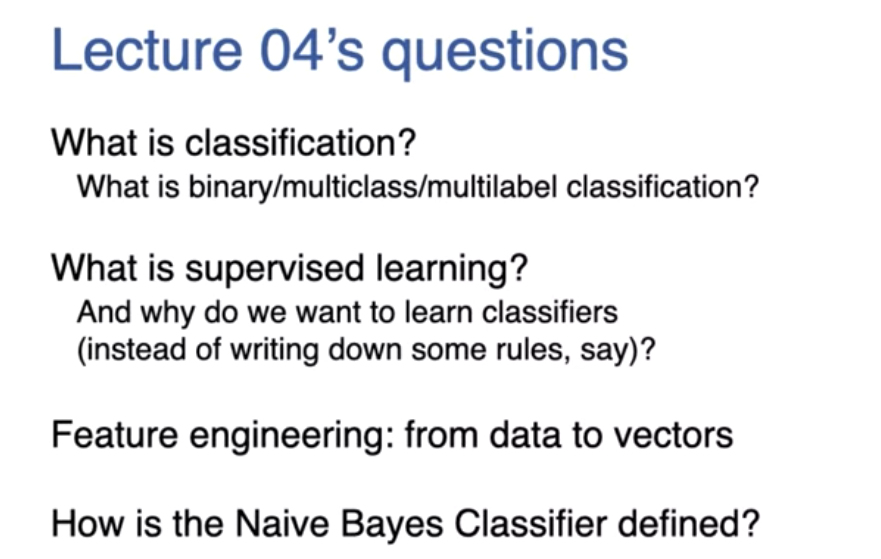 Lecture 04’s questions
What is classification?
What is binary/multiclass/multilabel classification?
What is supervised learning?
And why do we want to learn classifiers
(instead of writing down some rules, say)?
Feature engineering: from data to vectors
How is the Naive Bayes Classifier defined?